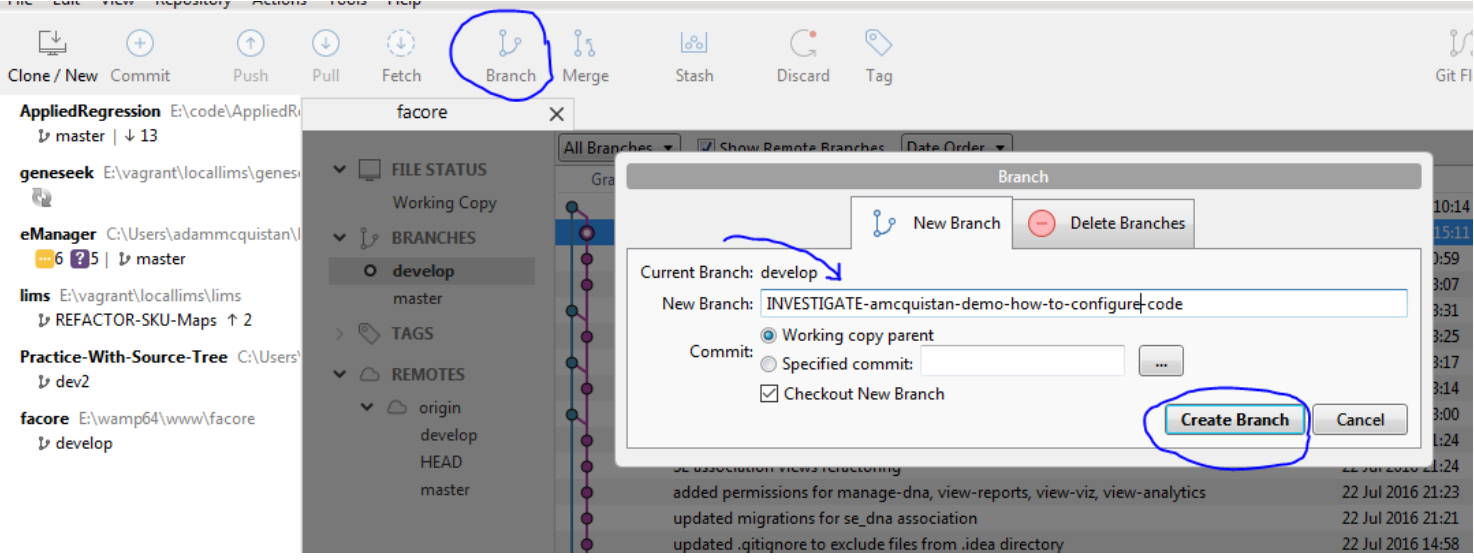 File Edit View Repository Actions Tools Help
Clone / New Commit Push Pull Fetch Branch Merge Stash Discard Tag Git Fl
AppliedRegression E:\code\AppliedR
master | ↓ 13
geneseek E:\vagrant\locallims\genes
eManager C:\Users\adammcquistan\
6 ? 5 | master
lims E:\vagrant\locallims\lims
REFACTOR-SKU-Maps ↑ 2
Practice-With-Source-Tree C:\Users'
dev2
facore E:\wamp64\www\facore
develop
facore
FILE STATUS
Working Copy
BRANCHES
develop
master
TAGS
REMOTES
origin
develop
HEAD
master
All Branches Show Remote Branches Date Order
Gra
Branch
New Branch Delete Branches
Current Branch: develop
New Branch: INVESTIGATE-amcquistan-demo-how-to-configure-code
Commit: Working copy parent
Specified commit: ...
Checkout New Branch
Create Branch Cancel
10:14
15:11
0:59
3:07
3:31
3:25
3:17
3:14
3:00
1:24
SE association views refactoring 22 Jul 2016 21:24
added permissions for manage-dna, view-reports, view-viz, view-analytics 22 Jul 2016 21:23
updated migrations for se_dna association 22 Jul 2016 21:21
updated .gitignore to exclude files from .idea directory 22 Jul 2016 14:58